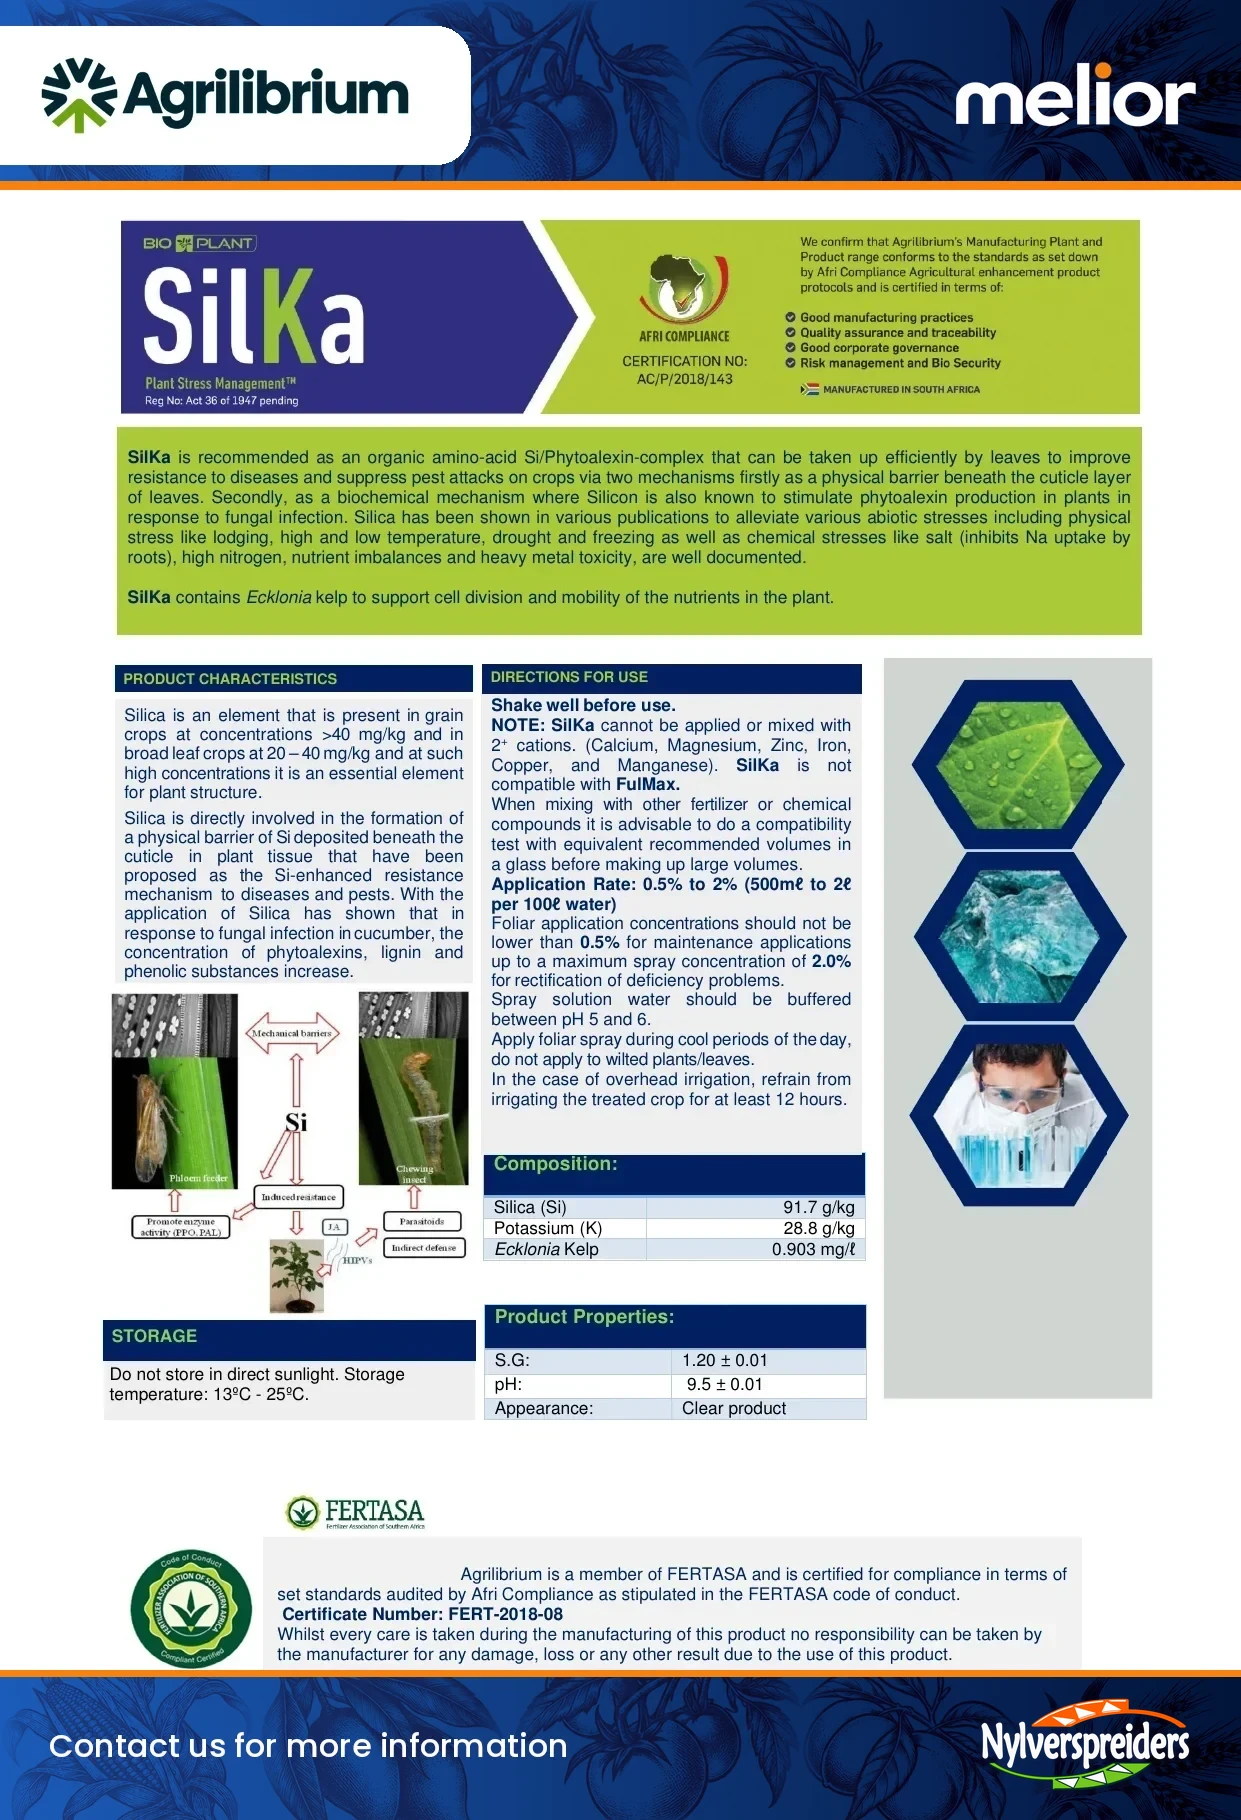 Agrilibrium
melior
BIO PLANT
SilKa
Plant Stress Management™
Reg No: Act 36 of 1947 pending
AFRI COMPLIANCE
CERTIFICATION NO:
AC/P/2018/143
We confirm that Agrilibrium's Manufacturing Plant and
Product range conforms to the standards as set down
by Afri Compliance Agricultural enhancement product
protocols and is certified in terms of:
Good manufacturing practices
Quality assurance and traceability
Good corporate governance
Risk management and Bio Security
MANUFACTURED IN SOUTH AFRICA
SilKa is recommended as an organic amino-acid Si/Phytoalexin-complex that can be taken up efficiently by leaves to improve
resistance to diseases and suppress pest attacks on crops via two mechanisms firstly as a physical barrier beneath the cuticle layer
of leaves. Secondly, as a biochemical mechanism where Silicon is also known to stimulate phytoalexin production in plants in
response to fungal infection. Silica has been shown in various publications to alleviate various abiotic stresses including physical
stress like lodging, high and low temperature, drought and freezing as well as chemical stresses like salt (inhibits Na uptake by
roots), high nitrogen, nutrient imbalances and heavy metal toxicity, are well documented.
SilKa contains Ecklonia kelp to support cell division and mobility of the nutrients in the plant.
PRODUCT CHARACTERISTICS
Silica is an element that is present in grain
crops at concentrations >40 mg/kg and in
broad leaf crops at 20 – 40 mg/kg and at such
high concentrations it is an essential element
for plant structure.
Silica is directly involved in the formation of
a physical barrier of Si deposited beneath the
cuticle in plant tissue that have been
proposed as the Si-enhanced resistance
mechanism to diseases and pests. With the
application of Silica has shown that in
response to fungal infection in cucumber, the
concentration of phytoalexins, lignin and
phenolic substances increase.
Mechanical barriers
Si
Phloem feeder
Chewing
insect
Induced resistance
Promote enzyme
activity (PPO, PAL)
JA
Parasitoids
Indirect defense
HIPVs
STORAGE
Do not store in direct sunlight. Storage
temperature: 13ºC - 25ºC.
DIRECTIONS FOR USE
Shake well before use.
NOTE: SilKa cannot be applied or mixed with
2⁺ cations. (Calcium, Magnesium, Zinc, Iron,
Copper, and Manganese). SilKa is not
compatible with FulMax.
When mixing with other fertilizer or chemical
compounds it is advisable to do a compatibility
test with equivalent recommended volumes in
a glass before making up large volumes.
Application Rate: 0.5% to 2% (500mℓ to 2ℓ
per 100ℓ water)
Foliar application concentrations should not be
lower than 0.5% for maintenance applications
up to a maximum spray concentration of 2.0%
for rectification of deficiency problems.
Spray solution water should be buffered
between pH 5 and 6.
Apply foliar spray during cool periods of the day,
do not apply to wilted plants/leaves.
In the case of overhead irrigation, refrain from
irrigating the treated crop for at least 12 hours.
Composition:
Silica (Si) 91.7 g/kg
Potassium (K) 28.8 g/kg
Ecklonia Kelp 0.903 mg/ℓ
Product Properties:
S.G: 1.20 ± 0.01
pH: 9.5 ± 0.01
Appearance: Clear product
FERTASA
Fertilizer Association of Southern Africa
Code of Conduct
FERTILIZER ASSOCIATION OF SOUTHERN AFRICA
Compliant Certified
Agrilibrium is a member of FERTASA and is certified for compliance in terms of
set standards audited by Afri Compliance as stipulated in the FERTASA code of conduct.
Certificate Number: FERT-2018-08
Whilst every care is taken during the manufacturing of this product no responsibility can be taken by
the manufacturer for any damage, loss or any other result due to the use of this product.
Contact us for more information
Nylverspreiders